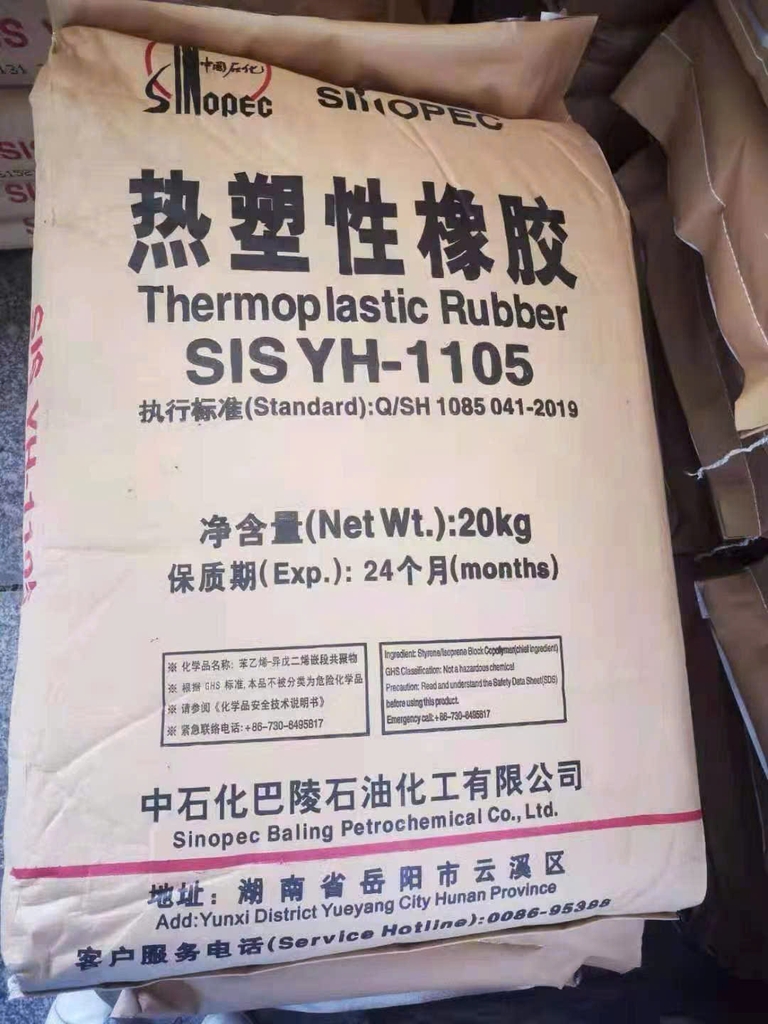 中国石化
SINOPEC
SINOPEC
热塑性橡胶
Thermoplastic Rubber
SIS YH-1105
执行标准(Standard):Q/SH 1085 041-2019
净含量(Net Wt.):20kg
保质期(Exp.): 24个月(months)
※ 化学品名称: 苯乙烯-异戊二烯嵌段共聚物
※ 根据 GHS 标准, 本品不被分类为危险化学品
※ 请参阅《化学品安全技术说明书》
※ 紧急联络电话: +86-730-8495817
Ingredient: Styrene/Isoprene Block Copolymer(chief ingredient)
GHS Classification: Not a hazardous chemical
Precaution: Read and understand the Safety Data Sheet(SDS)
before using this product.
Emergency call: +86-730-8495817
中石化巴陵石油化工有限公司
Sinopec Baling Petrochemical Co., Ltd.
地址: 湖南省岳阳市云溪区
Add:Yunxi District Yueyang City Hunan Province
客户服务电话(Service Hotline):0086-95388
SIS YH-1105